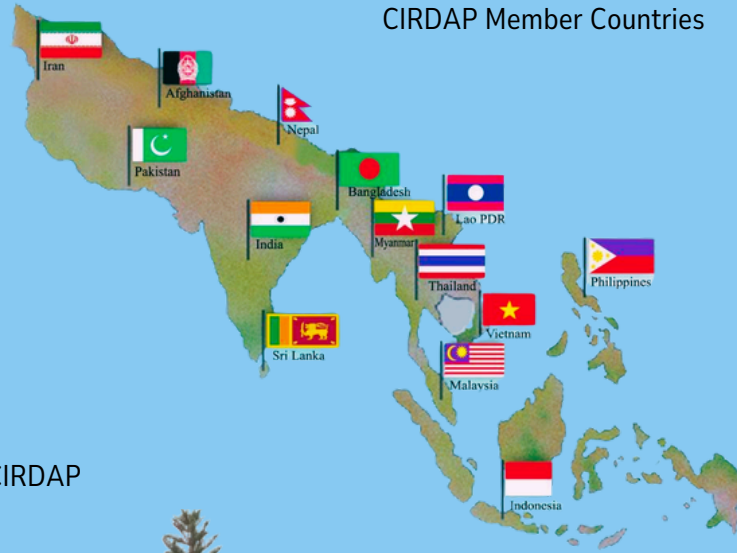 CIRDAP Member Countries
Iran
Afghanistan
Nepal
Pakistan
Bangladesh
Lao PDR
India
Myanmar
Philippines
Thailand
Vietnam
Sri Lanka
Malaysia
CIRDAP
Indonesia